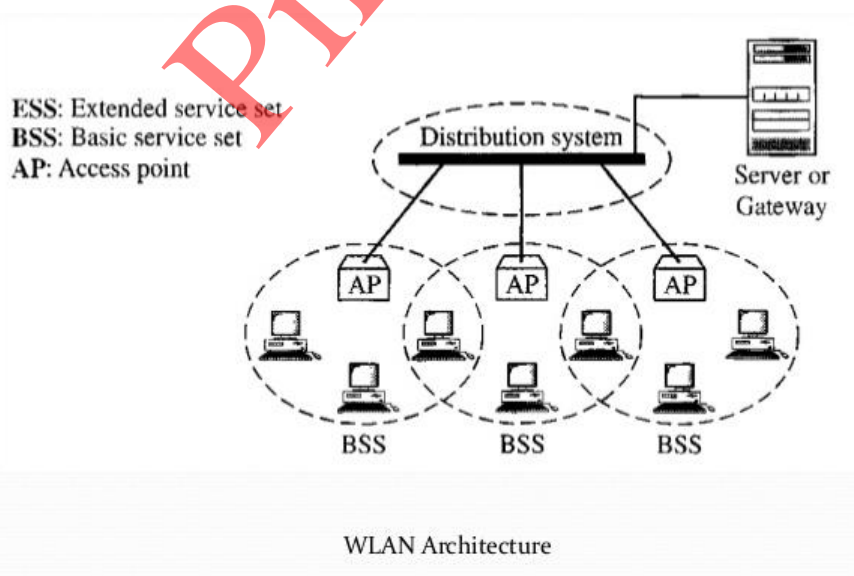 ESS: Extended service set
BSS: Basic service set
AP: Access point
Distribution system
Server or
Gateway
AP
AP
AP
BSS
BSS
BSS
WLAN Architecture